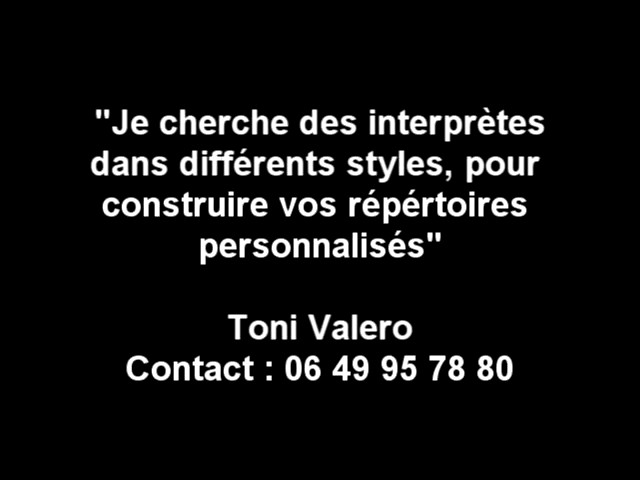 "Je cherche des interprètes
dans différents styles, pour
construire vos répértoires
personnalisés"
Toni Valero
Contact : 06 49 95 78 80